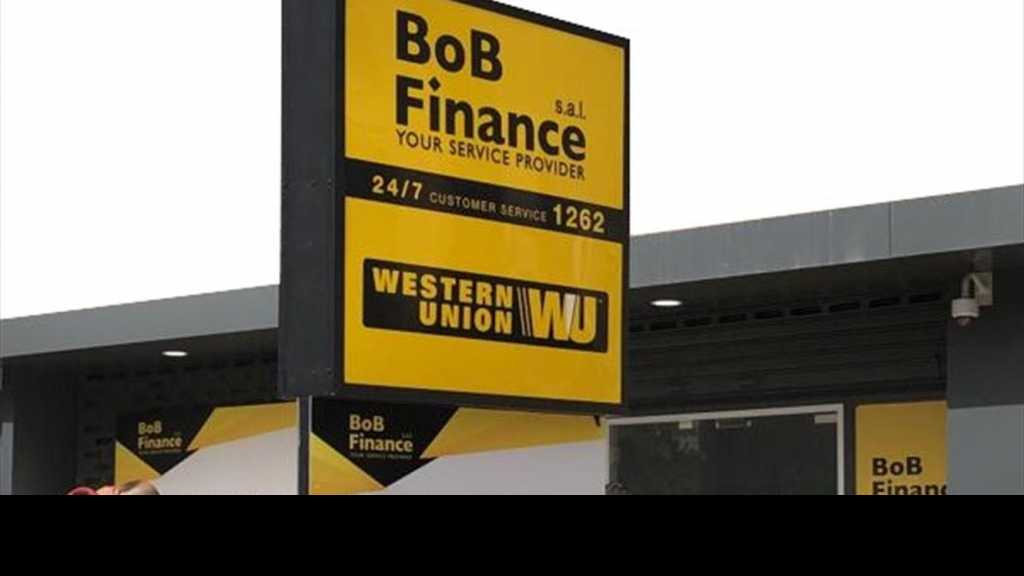 BoB
Finance
s.a.l.
YOUR SERVICE PROVIDER
24/7 CUSTOMER SERVICE 1262
WESTERN
UNION WU
BoB
Finance
BoB
Finance
YOUR SERVICE PROVIDER
BoB
Financ